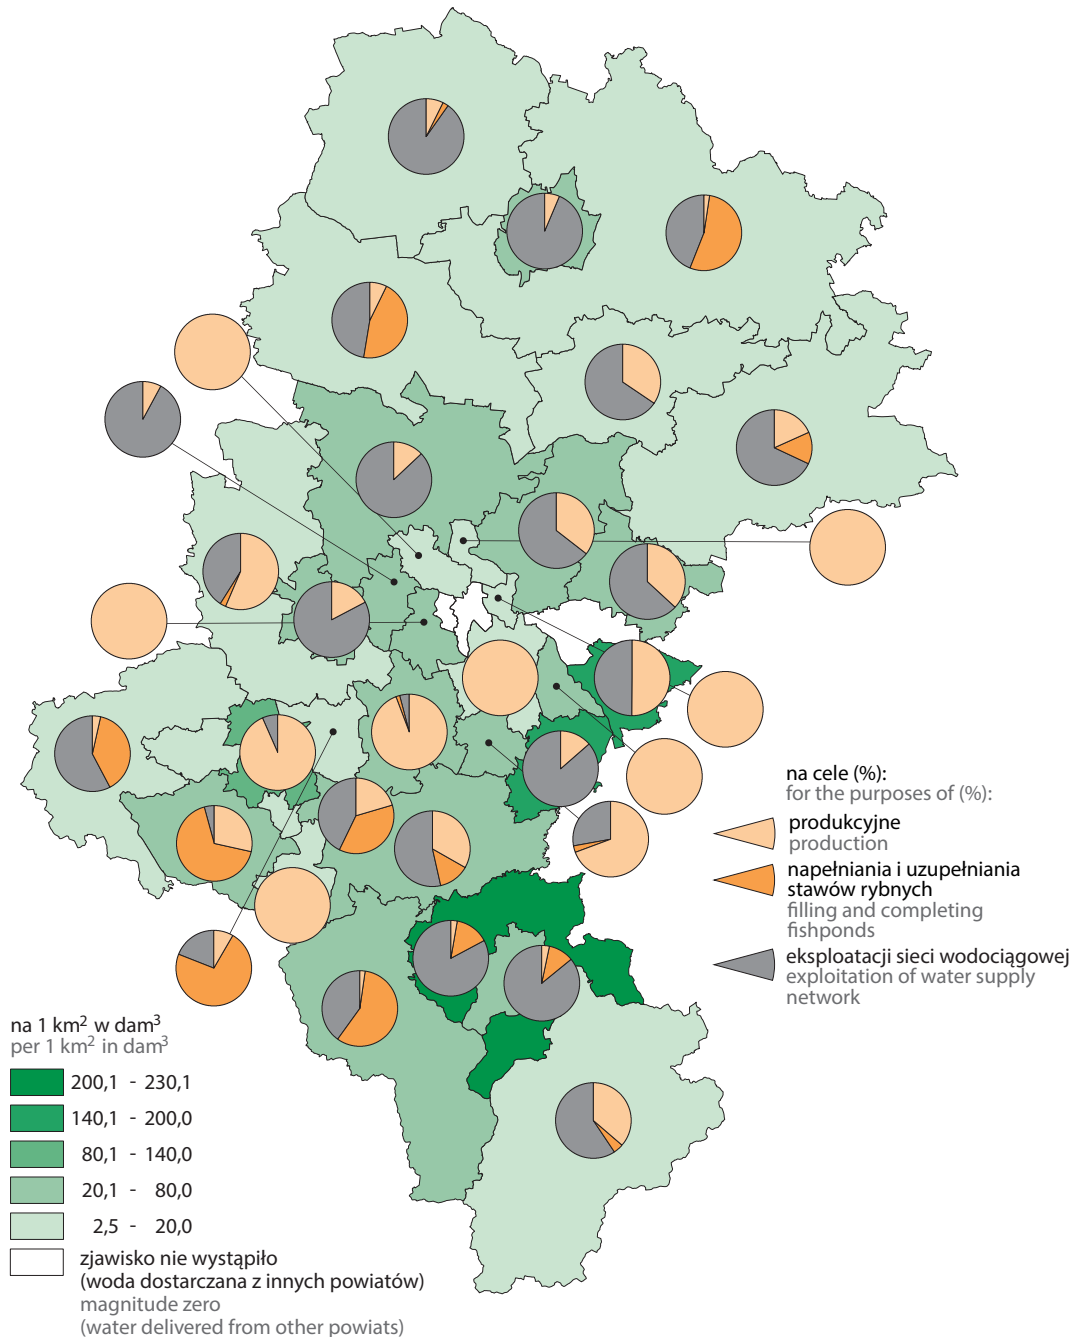 na cele (%):
for the purposes of (%):
produkcyjne
production
napełniania i uzupełniania
stawów rybnych
filling and completing
fishponds
eksploatacji sieci wodociągowej
exploitation of water supply
network
na 1 km² w dam³
per 1 km² in dam³
200,1 - 230,1
140,1 - 200,0
80,1 - 140,0
20,1 - 80,0
2,5 - 20,0
zjawisko nie wystąpiło
(woda dostarczana z innych powiatów)
magnitude zero
(water delivered from other powiats)